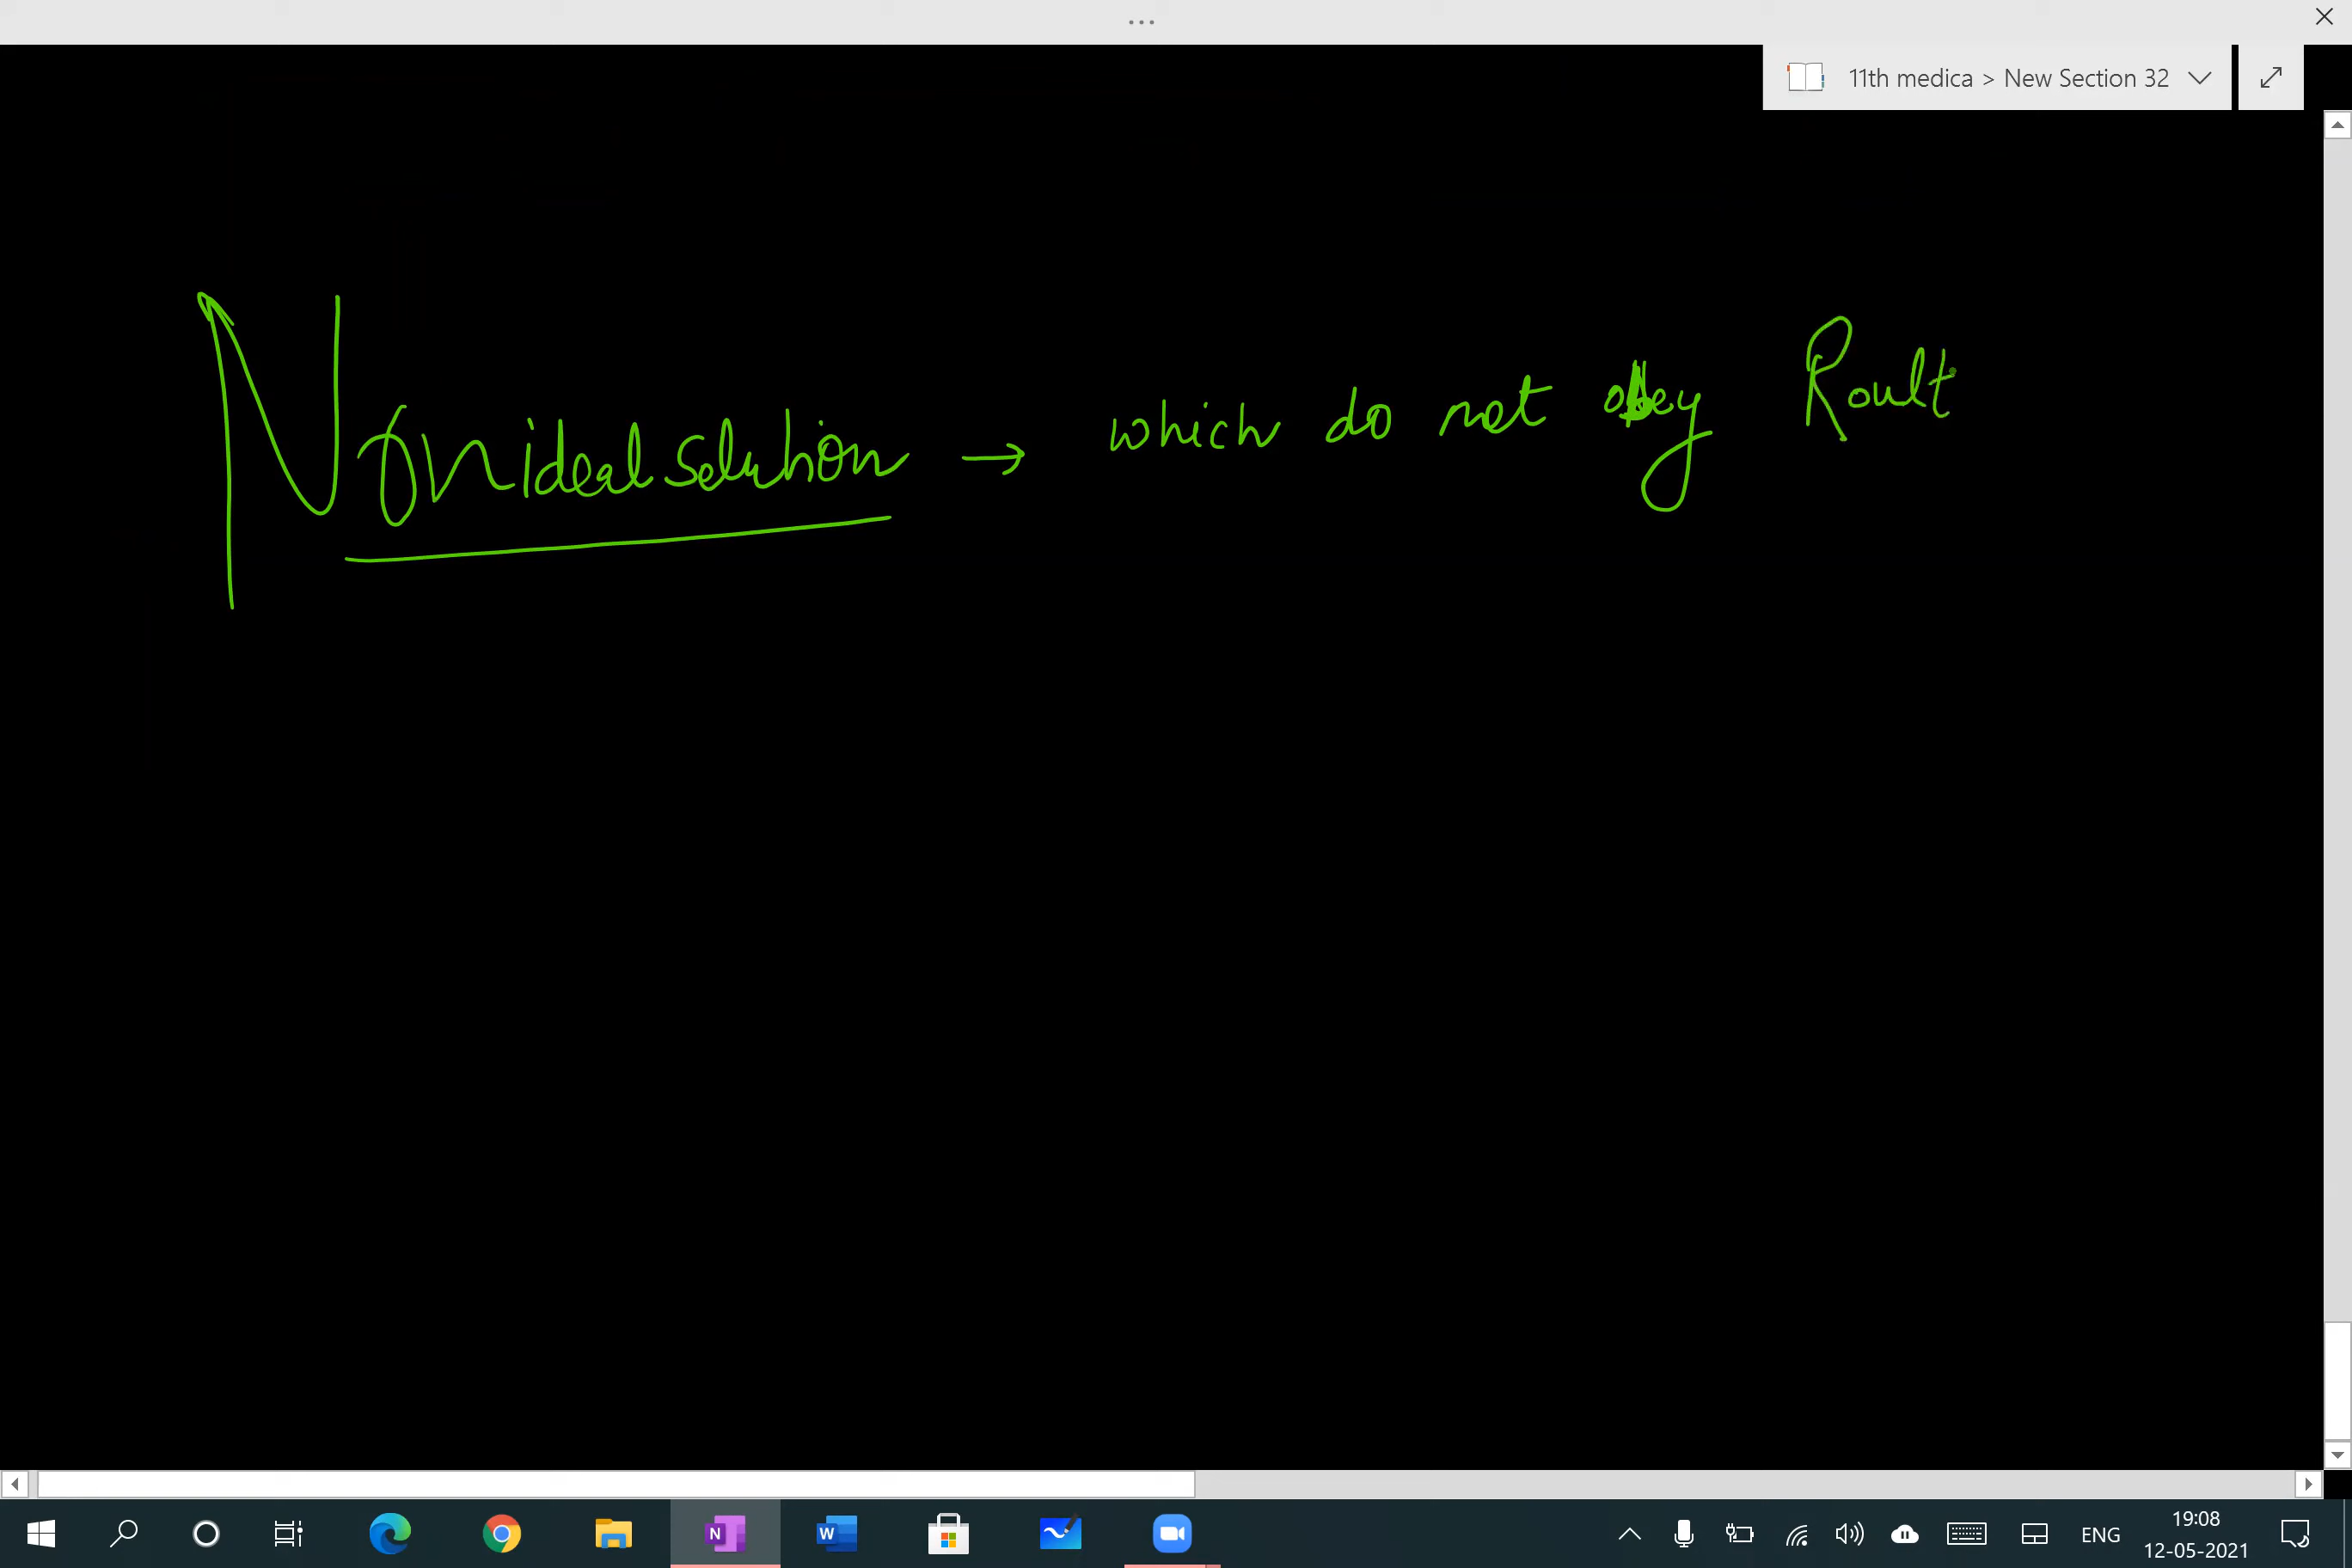 ...
11th medica > New Section 32
Nonideal solution → which do not obey Roult
ENG
19:08
12-05-2021